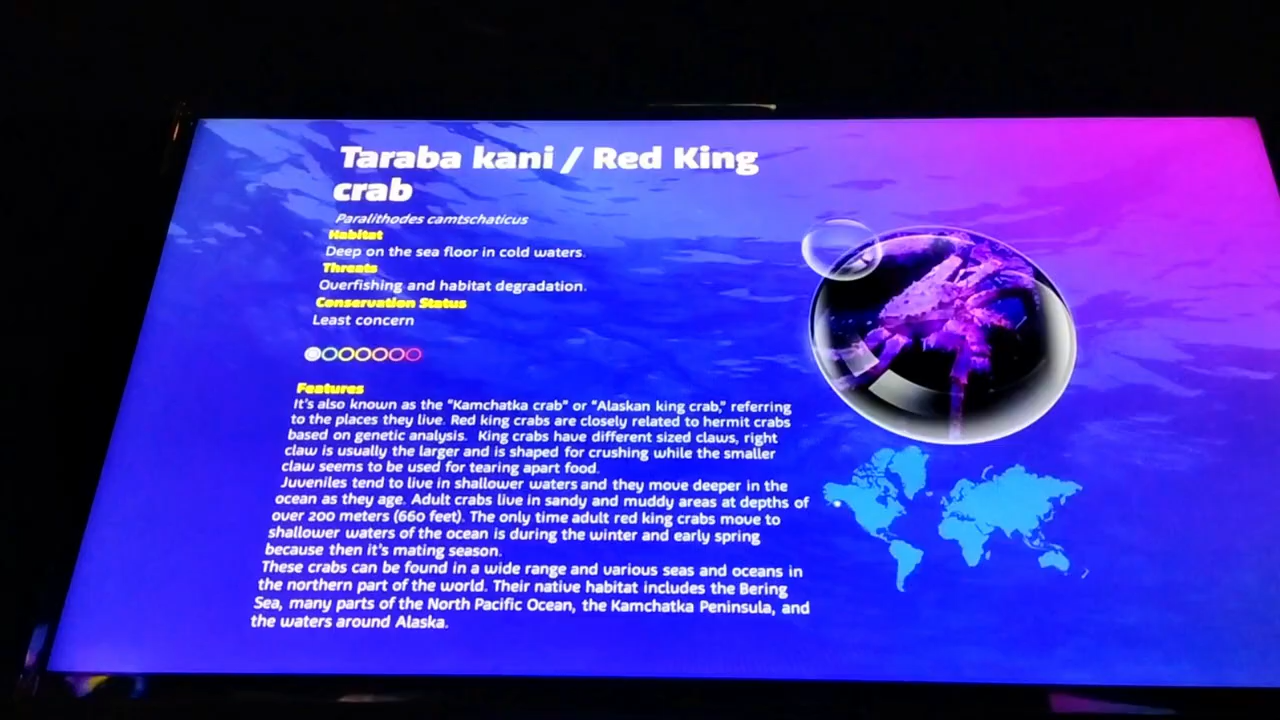 Taraba kani / Red King
crab
Paralithodes camtschaticus
Habitat
Deep on the sea floor in cold waters.
Threats
Overfishing and habitat degradation.
Conservation Status
Least concern
Features
It's also known as the "Kamchatka crab" or "Alaskan king crab," referring
to the places they live. Red king crabs are closely related to hermit crabs
based on genetic analysis. King crabs have different sized claws, right
claw is usually the larger and is shaped for crushing while the smaller
claw seems to be used for tearing apart food.
Juveniles tend to live in shallower waters and they move deeper in the
ocean as they age. Adult crabs live in sandy and muddy areas at depths of
over 200 meters (660 feet). The only time adult red king crabs move to
shallower waters of the ocean is during the winter and early spring
because then it's mating season.
These crabs can be found in a wide range and various seas and oceans in
the northern part of the world. Their native habitat includes the Bering
Sea, many parts of the North Pacific Ocean, the Kamchatka Peninsula, and
the waters around Alaska.